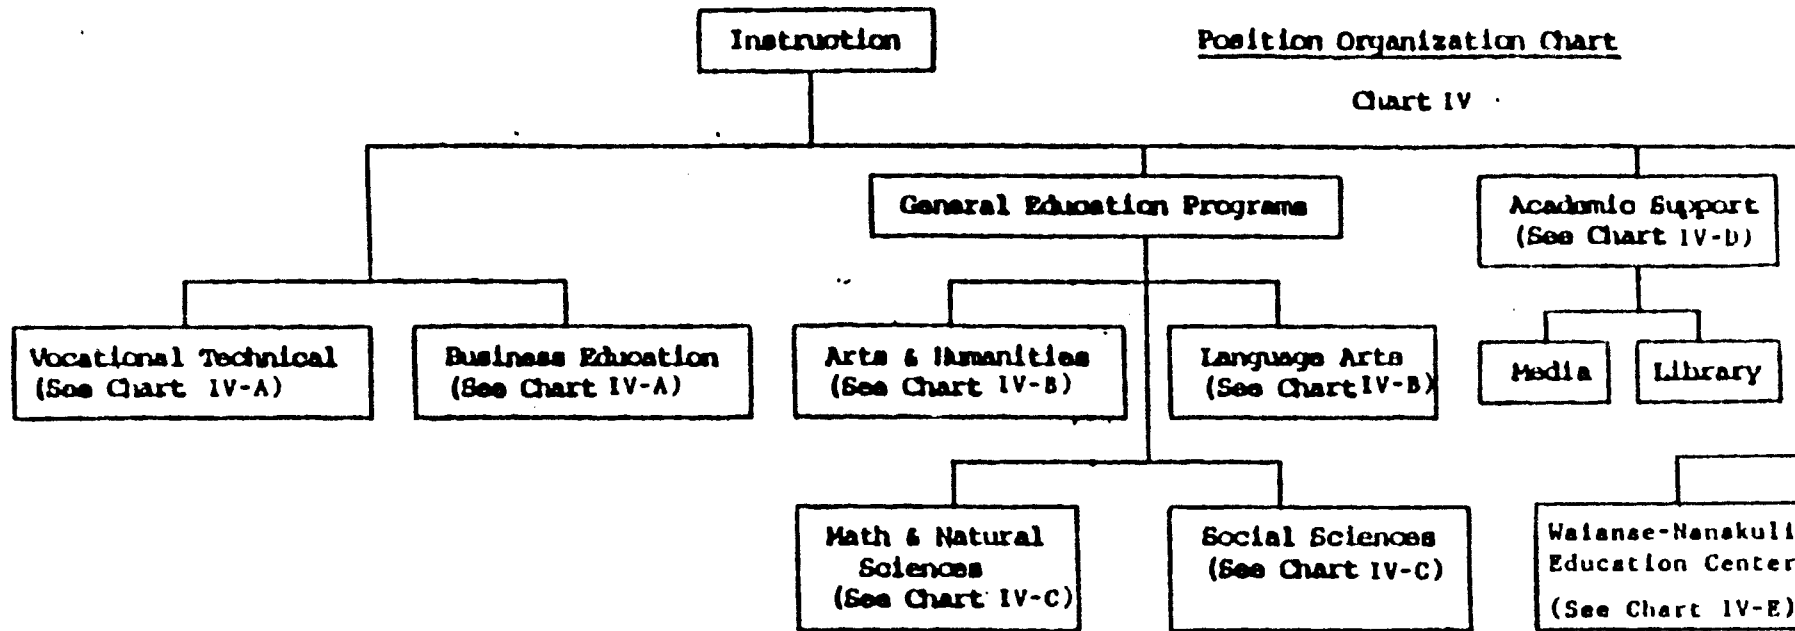 Instruction
Position Organization Chart
Chart IV
General Education Programs
Academic Support
(See Chart IV-D)
Vocational Technical
(See Chart IV-A)
Business Education
(See Chart IV-A)
Arts & Humanities
(See Chart IV-B)
Language Arts
(See Chart IV-B)
Media
Library
Math & Natural
Sciences
(See Chart IV-C)
Social Sciences
(See Chart IV-C)
Waianae-Nanakuli
Education Center
(See Chart IV-E)